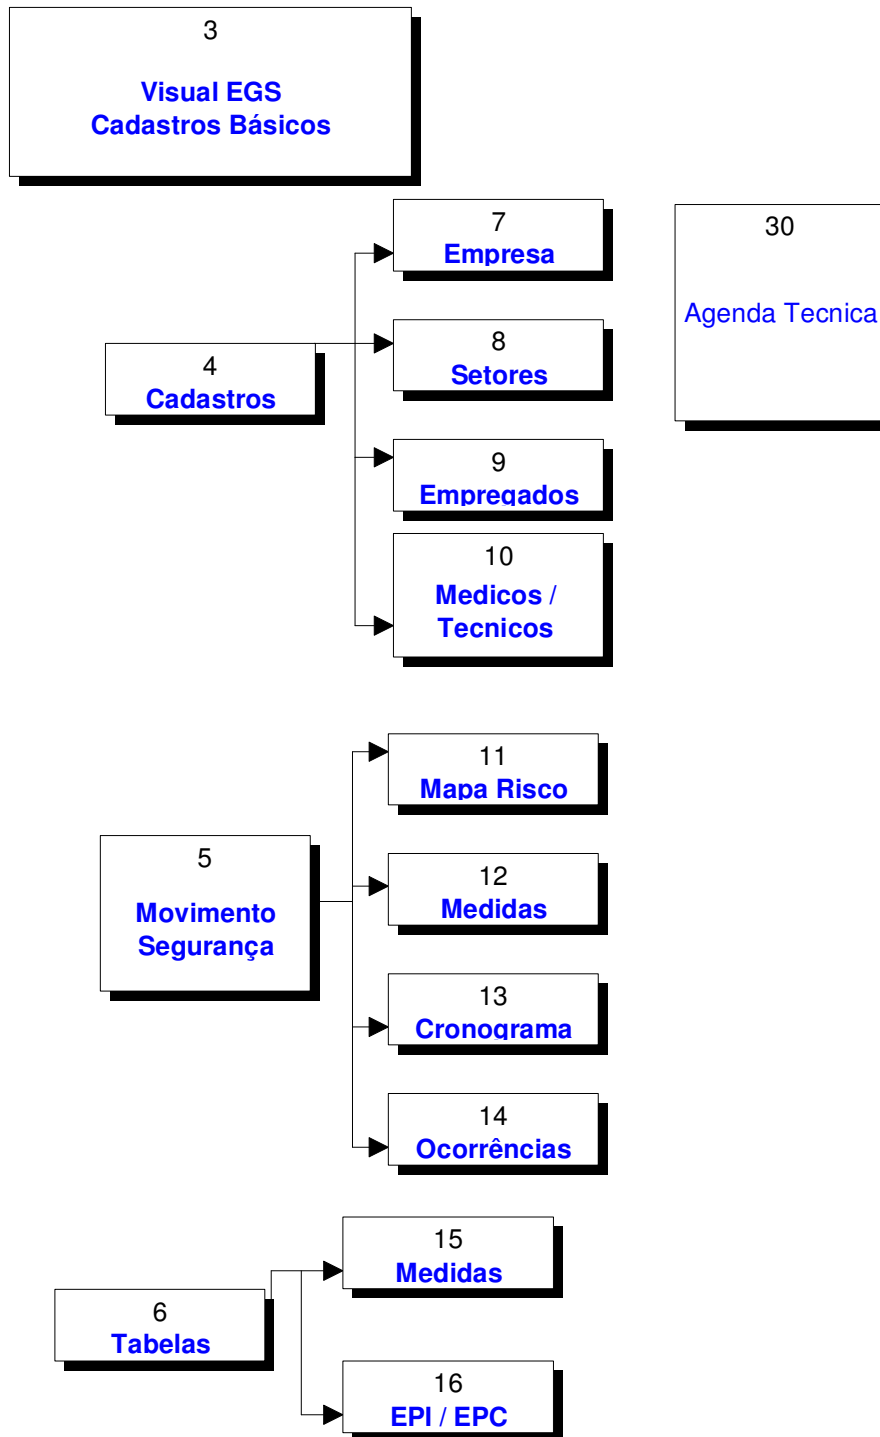 3
Visual EGS
Cadastros Básicos
7
Empresa
30
Agenda Tecnica
8
Setores
4
Cadastros
9
Empregados
10
Medicos /
Tecnicos
11
Mapa Risco
5
Movimento
Segurança
12
Medidas
13
Cronograma
14
Ocorrências
15
Medidas
6
Tabelas
16
EPI / EPC